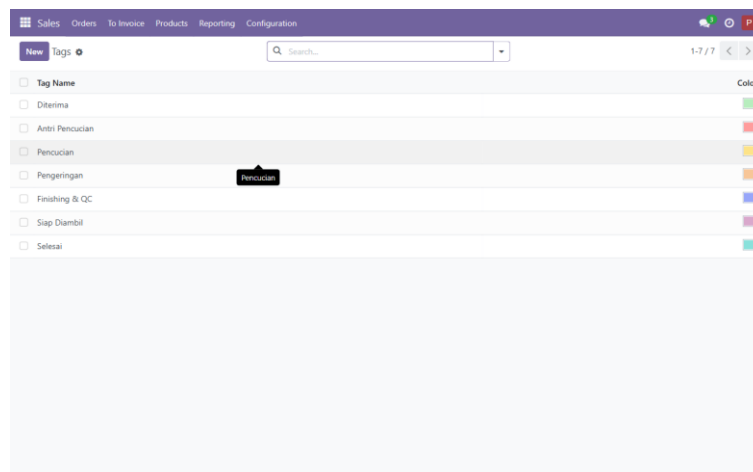 Sales Orders To Invoice Products Reporting Configuration 3 P
New Tags Search... 1-7 / 7
Tag Name Colo
Diterima
Antri Pencucian
Pencucian
Pengeringan
Pencucian
Finishing & QC
Siap Diambil
Selesai